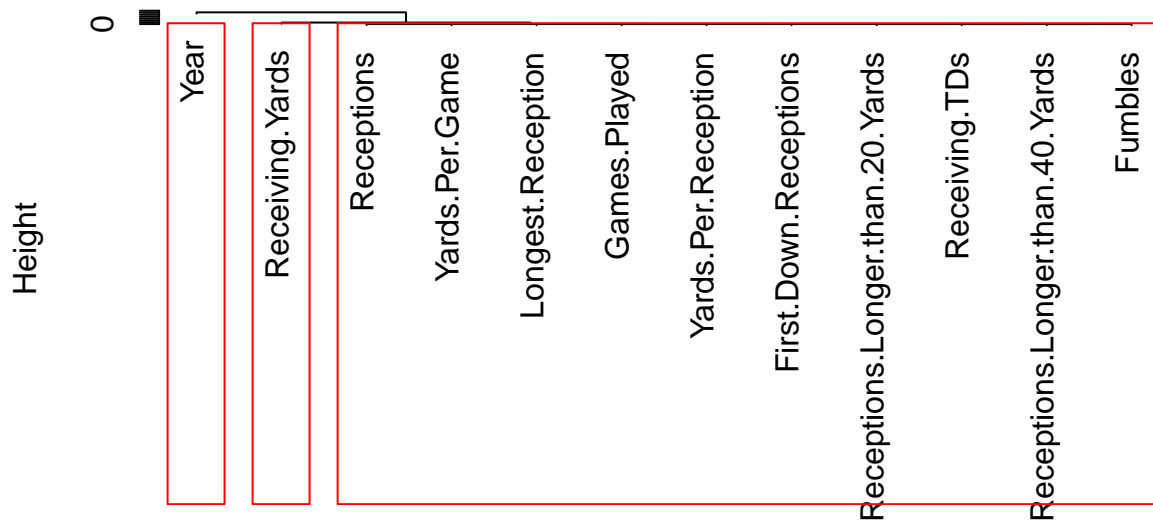 Height
0
Year
Receiving.Yards
Receptions
Yards.Per.Game
Longest.Reception
Games.Played
Yards.Per.Reception
First.Down.Receptions
Receptions.Longer.than.20.Yards
Receiving.TDs
Receptions.Longer.than.40.Yards
Fumbles